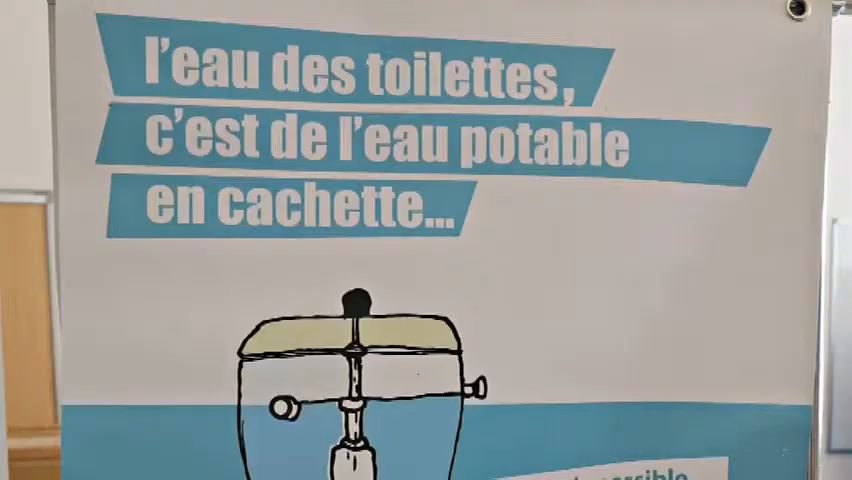 l'eau des toilettes,
c'est de l'eau potable
en cachette...